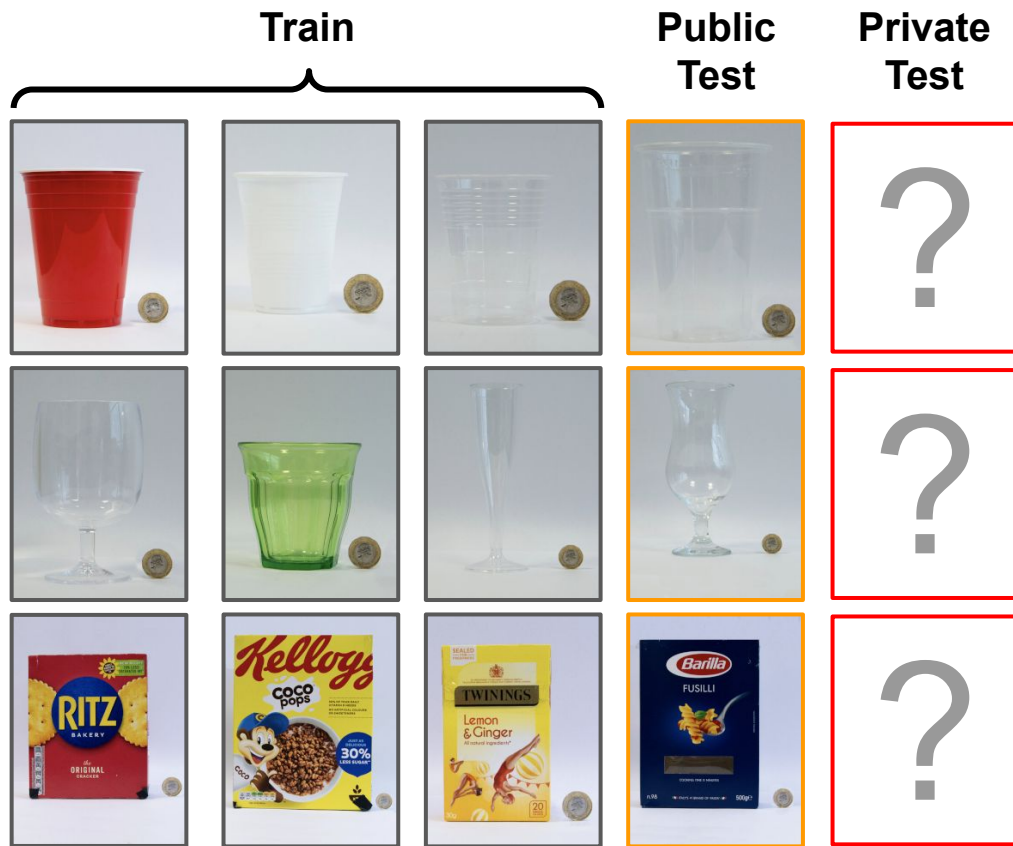 Train
Public
Test
Private
Test
?
?
RITZ
BAKERY
the
ORIGINAL
CRACKER
Kellogg
COCO
pops
30%
LESS SUGAR
Coco
SEALED
TWININGS
Lemon
& Ginger
All natural ingredients*
20
Barilla
FUSILLI
n.98
500g
?